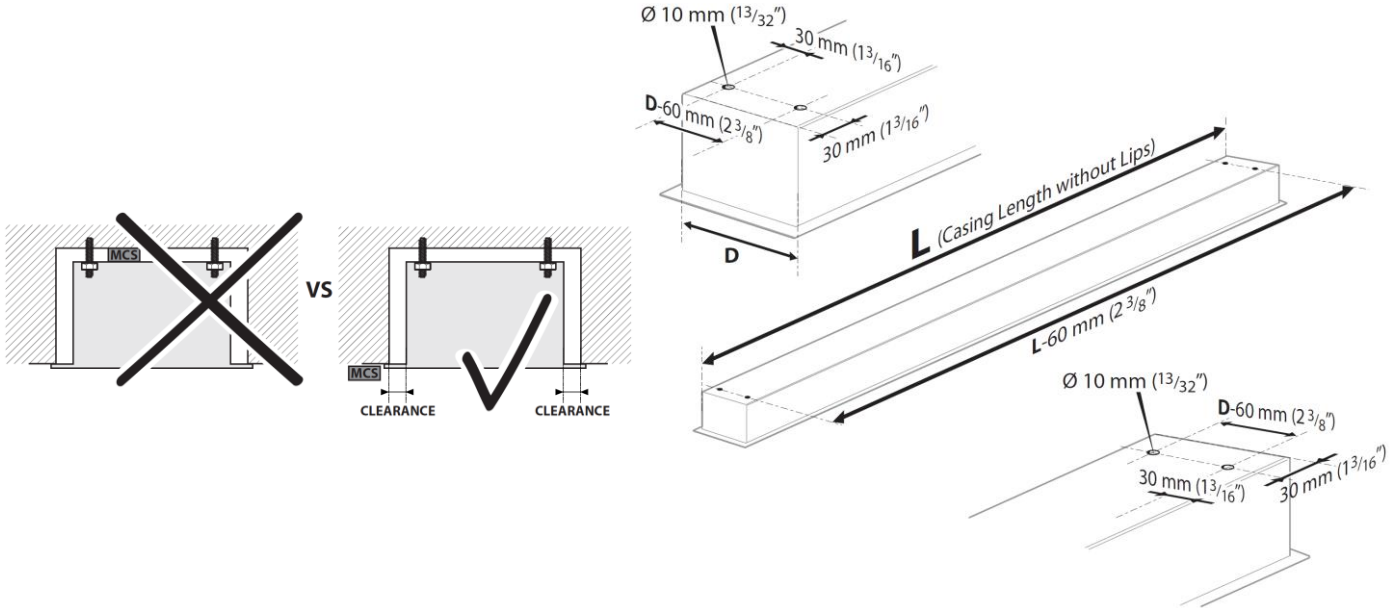 MCS
VS
MCS
CLEARANCE
CLEARANCE
Ø 10 mm (13/32")
30 mm (13/16")
D-60 mm (2 3/8")
30 mm (13/16")
D
L (Casing Length without Lips)
L-60 mm (2 3/8")
Ø 10 mm (13/32")
D-60 mm (2 3/8")
30 mm (13/16")
30 mm (13/16")